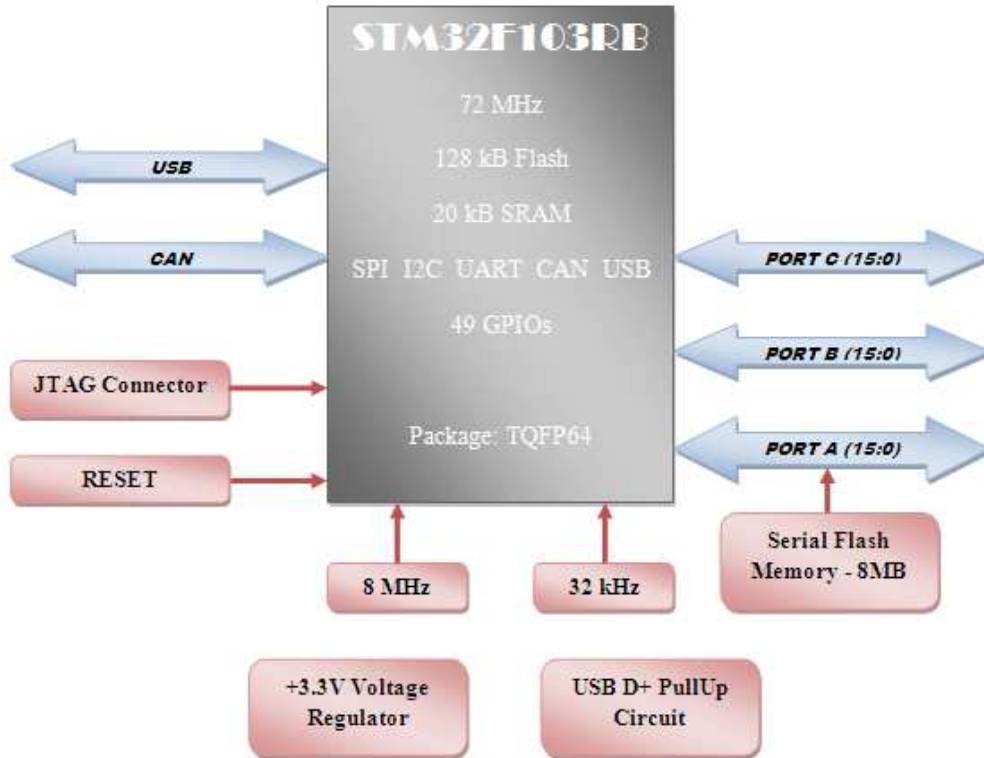 STM32F103RB
72 MHz
128 kB Flash
20 kB SRAM
SPI I2C UART CAN USB
49 GPIOs
Package: TQFP64
USB
CAN
JTAG Connector
RESET
PORT C (15:0)
PORT B (15:0)
PORT A (15:0)
8 MHz
32 kHz
Serial Flash
Memory - 8MB
+3.3V Voltage
Regulator
USB D+ PullUp
Circuit